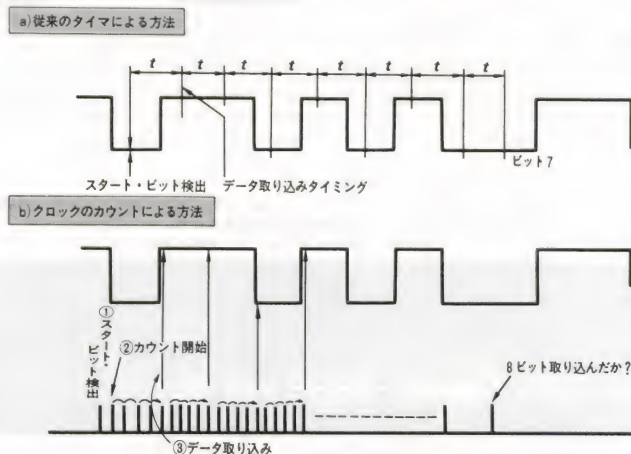 a)従来のタイマによる方法
t t t t t t t t
ビット7
スタート・ビット検出 データ取り込みタイミング
b)クロックのカウントによる方法
①スタート・ビット検出
②カウント開始
8ビット取り込んだか?
③データ取り込み